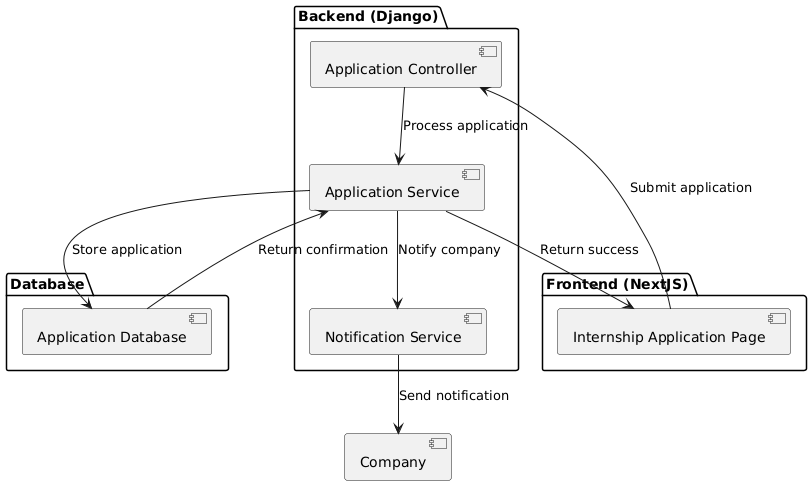 Backend (Django)
Application Controller
Process application
Submit application
Application Service
Store application
Return confirmation
Notify company
Return success
Database
Frontend (NextJS)
Application Database
Notification Service
Internship Application Page
Send notification
Company